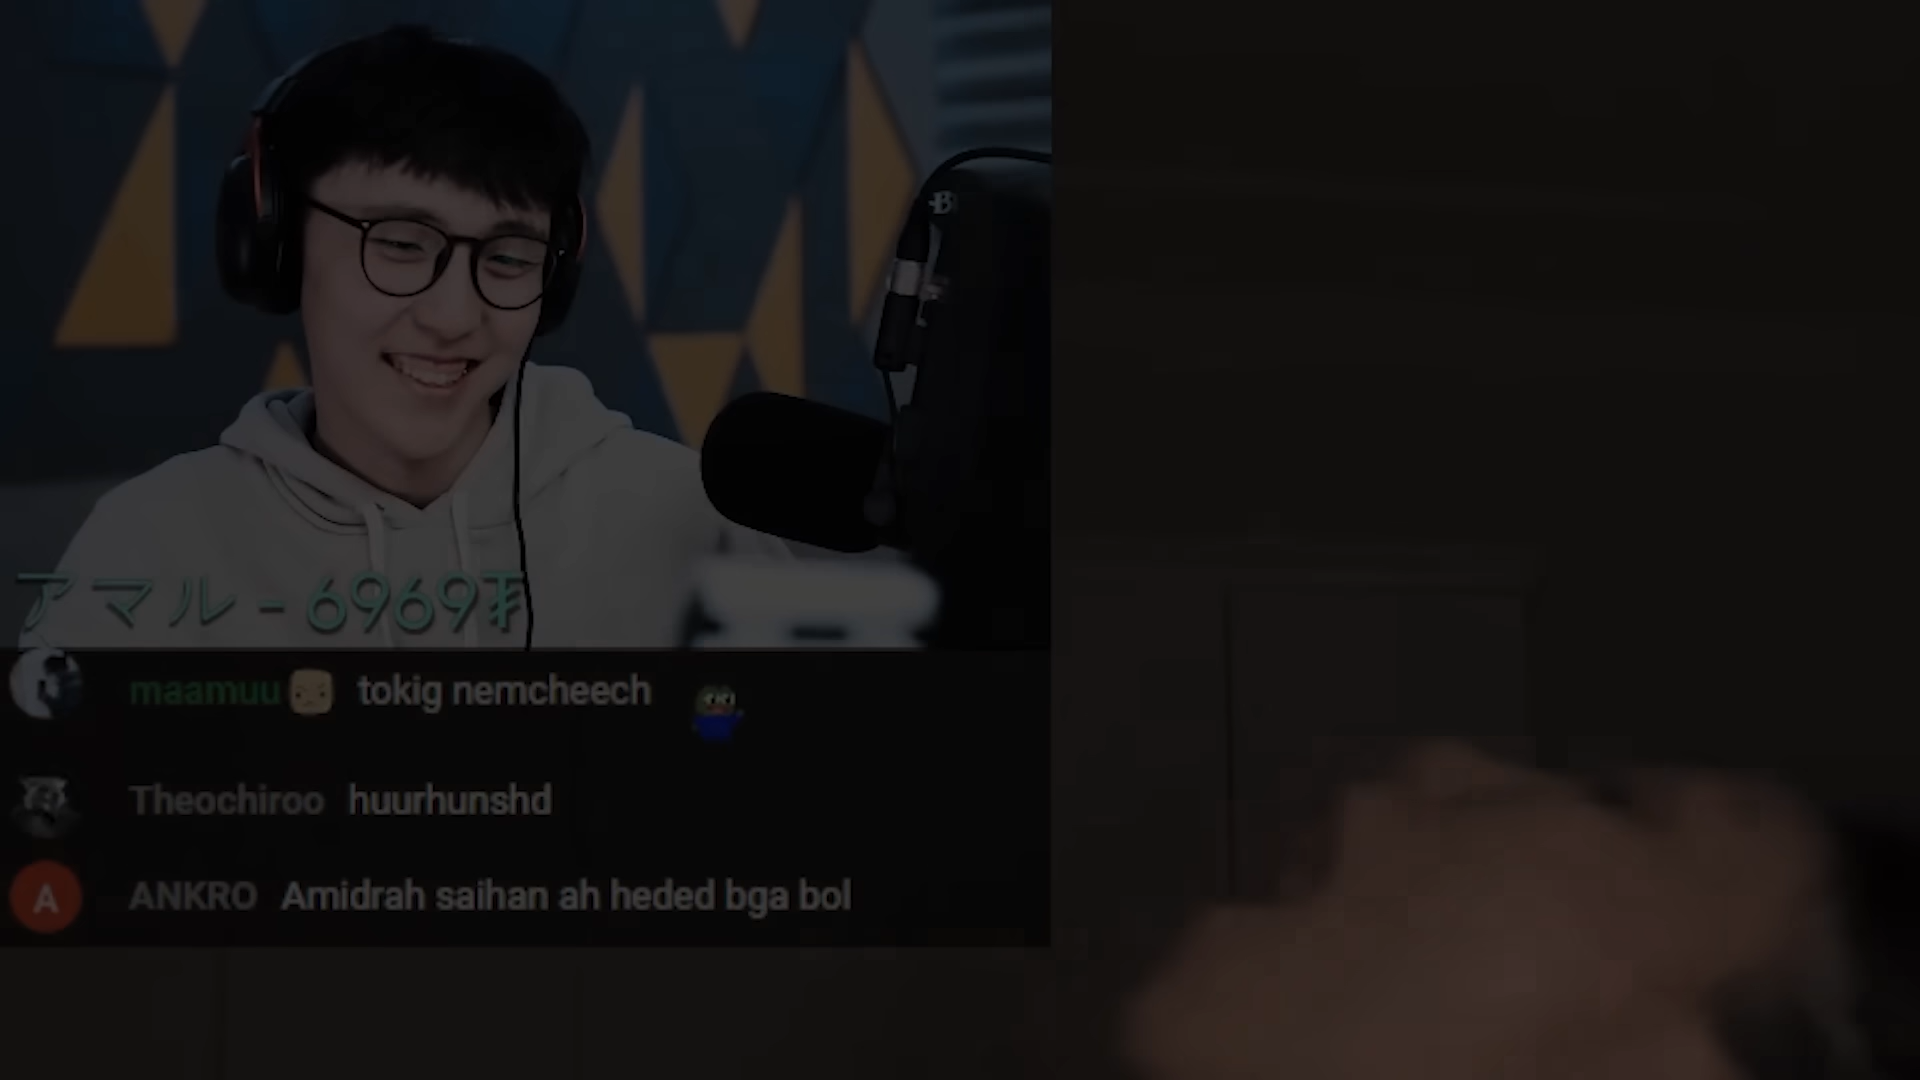 アマル - 6969₮
maamuu tokig nemcheech
Theochiroo huurhunshd
A ANKRO Amidrah saihan ah heded bga bol